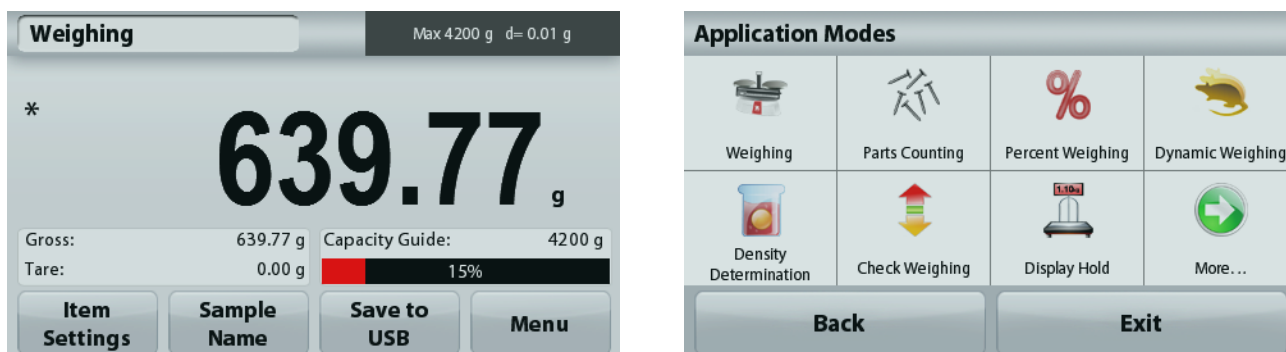 Weighing
Max 4200 g d= 0.01 g
*
639.77 g
Gross: 639.77 g
Tare: 0.00 g
Capacity Guide: 4200 g
15%
Item Settings
Sample Name
Save to USB
Menu
Application Modes
Weighing
Parts Counting
Percent Weighing
Dynamic Weighing
1.10kg
Density
Determination
Check Weighing
Display Hold
More...
Back
Exit